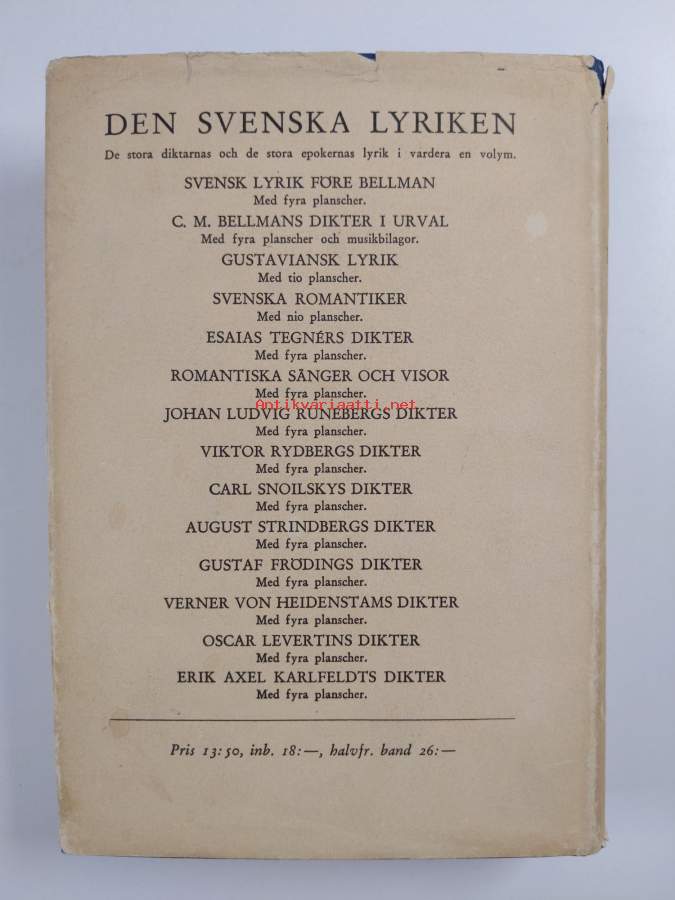 DEN SVENSKA LYRIKEN
De stora diktarnas och de stora epokernas lyrik i vardera en volym.
SVENSK LYRIK FÖRE BELLMAN
Med fyra planscher.
C. M. BELLMANS DIKTER I URVAL
Med fyra planscher och musikbilagor.
GUSTAVIANSK LYRIK
Med tio planscher.
SVENSKA ROMANTIKER
Med nio planscher.
ESAIAS TEGNÉRS DIKTER
Med fyra planscher.
ROMANTISKA SÅNGER OCH VISOR
Med fyra planscher.
Antikvariaatti.net
JOHAN LUDVIG RUNEBERGS DIKTER
Med fyra planscher.
VIKTOR RYDBERGS DIKTER
Med fyra planscher.
CARL SNOILSKYS DIKTER
Med fyra planscher.
AUGUST STRINDBERGS DIKTER
Med fyra planscher.
GUSTAF FRÖDINGS DIKTER
Med fyra planscher.
VERNER VON HEIDENSTAMS DIKTER
Med fyra planscher.
OSCAR LEVERTINS DIKTER
Med fyra planscher.
ERIK AXEL KARLFELDTS DIKTER
Med fyra planscher.
Pris 13:50, inb. 18:—, halvfr. band 26:—